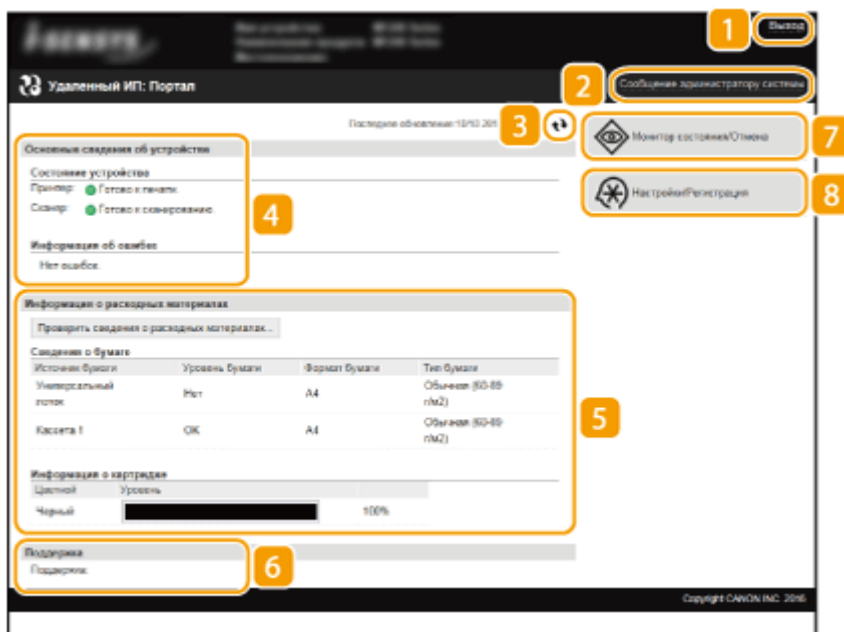 1
Выход
Удаленный ИП: Портал
2
Сообщение администратору системы
Последнее обновление:
3
Основные сведения об устройстве
Состояние устройства
Принтер: Готово к печати.
Сканер: Готово к сканированию
4
Информация об ошибке
Нет ошибок.
7
Монитор состояния/Отмена
8
Настройки/Регистрация
Информация о расходных материалах
Проверить сведения о расходных материалах...
Сведения о бумаге
Источник бумаги Уровень бумаги Формат бумаги Тип бумаги
Универсальный лоток Нет A4 Обычная (60-89 г/м2)
Кассета 1 OK A4 Обычная (60-89 г/м2)
5
Информация о картридже
Цветной Уровень
Черный 100%
Поддержка
Поддержка:
6
Copyright CANON INC. 2016